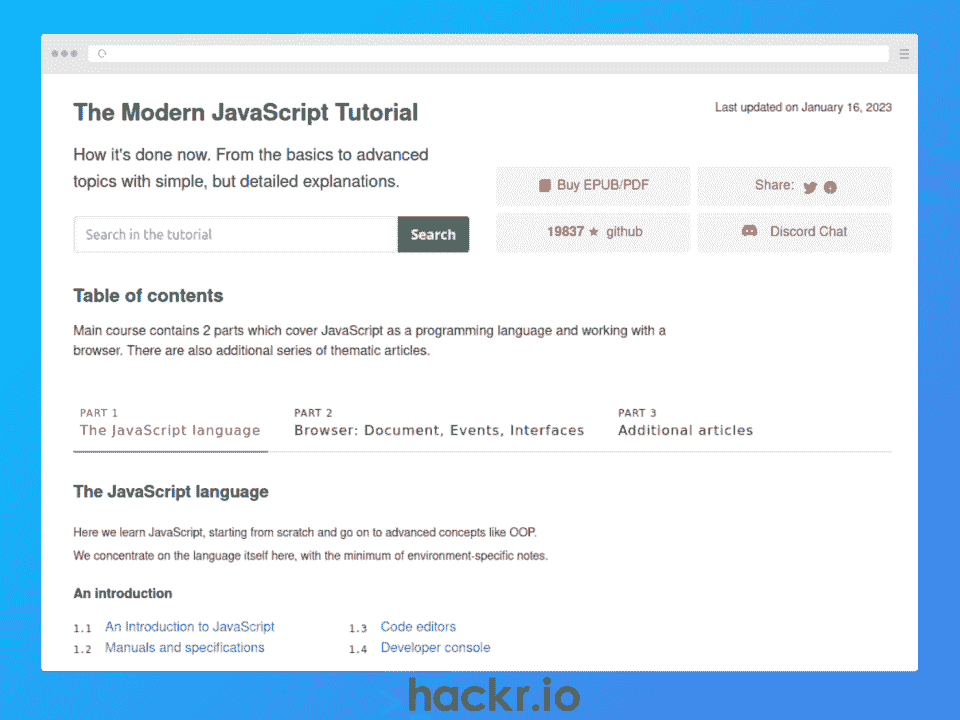 The Modern JavaScript Tutorial
Last updated on January 16, 2023
How it's done now. From the basics to advanced
topics with simple, but detailed explanations.
Buy EPUB/PDF
Share:
Search in the tutorial
Search
19837 ★ github
Discord Chat
Table of contents
Main course contains 2 parts which cover JavaScript as a programming language and working with a
browser. There are also additional series of thematic articles.
PART 1
The JavaScript language
PART 2
Browser: Document, Events, Interfaces
PART 3
Additional articles
The JavaScript language
Here we learn JavaScript, starting from scratch and go on to advanced concepts like OOP.
We concentrate on the language itself here, with the minimum of environment-specific notes.
An introduction
1.1 An Introduction to JavaScript
1.2 Manuals and specifications
1.3 Code editors
1.4 Developer console
hackr.io